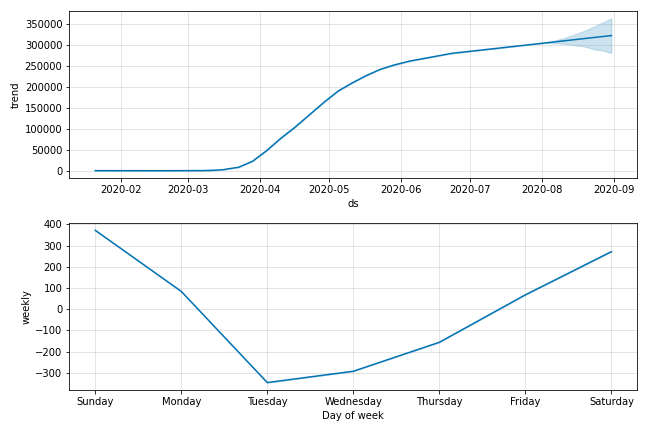 350000
300000
250000
200000
150000
100000
50000
0
trend
2020-02 2020-03 2020-04 2020-05 2020-06 2020-07 2020-08 2020-09
ds
400
300
200
100
0
−100
−200
−300
weekly
Sunday Monday Tuesday Wednesday Thursday Friday Saturday
Day of week